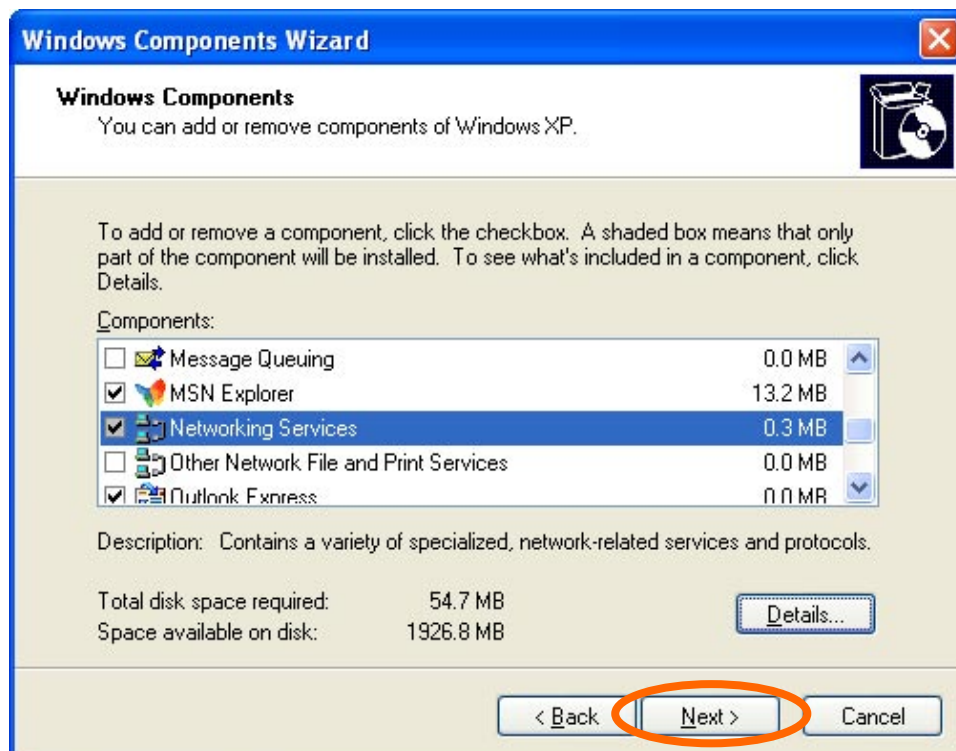 Windows Components Wizard
Windows Components
You can add or remove components of Windows XP.
To add or remove a component, click the checkbox. A shaded box means that only
part of the component will be installed. To see what's included in a component, click
Details.
Components:
Message Queuing 0.0 MB
MSN Explorer 13.2 MB
Networking Services 0.3 MB
Other Network File and Print Services 0.0 MB
Outlook Express 0.0 MB
Description: Contains a variety of specialized, network-related services and protocols.
Total disk space required: 54.7 MB
Space available on disk: 1926.8 MB
Details...
< Back Next > Cancel